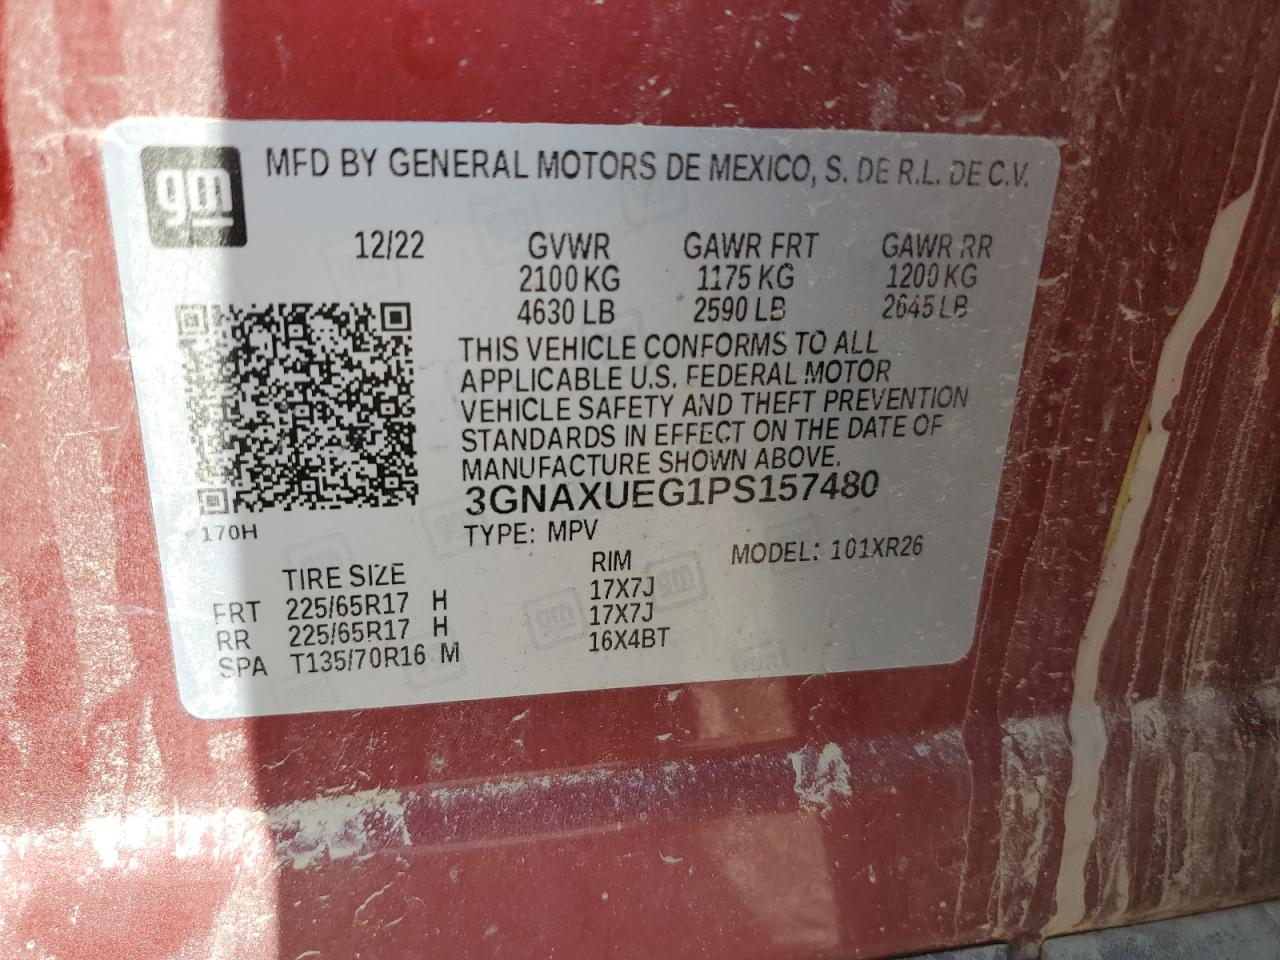 gm
MFD BY GENERAL MOTORS DE MEXICO, S. DE R.L. DE C.V.
12/22 GVWR GAWR FRT GAWR RR
2100 KG 1175 KG 1200 KG
4630 LB 2590 LB 2645 LB
THIS VEHICLE CONFORMS TO ALL
APPLICABLE U.S. FEDERAL MOTOR
VEHICLE SAFETY AND THEFT PREVENTION
STANDARDS IN EFFECT ON THE DATE OF
MANUFACTURE SHOWN ABOVE.
3GNAXUEG1PS157480
170H
TYPE: MPV MODEL: 101XR26
TIRE SIZE RIM
FRT 225/65R17 H 17X7J
RR 225/65R17 H 17X7J
SPA T135/70R16 M 16X4BT